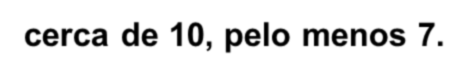 cerca de 10, pelo menos 7.